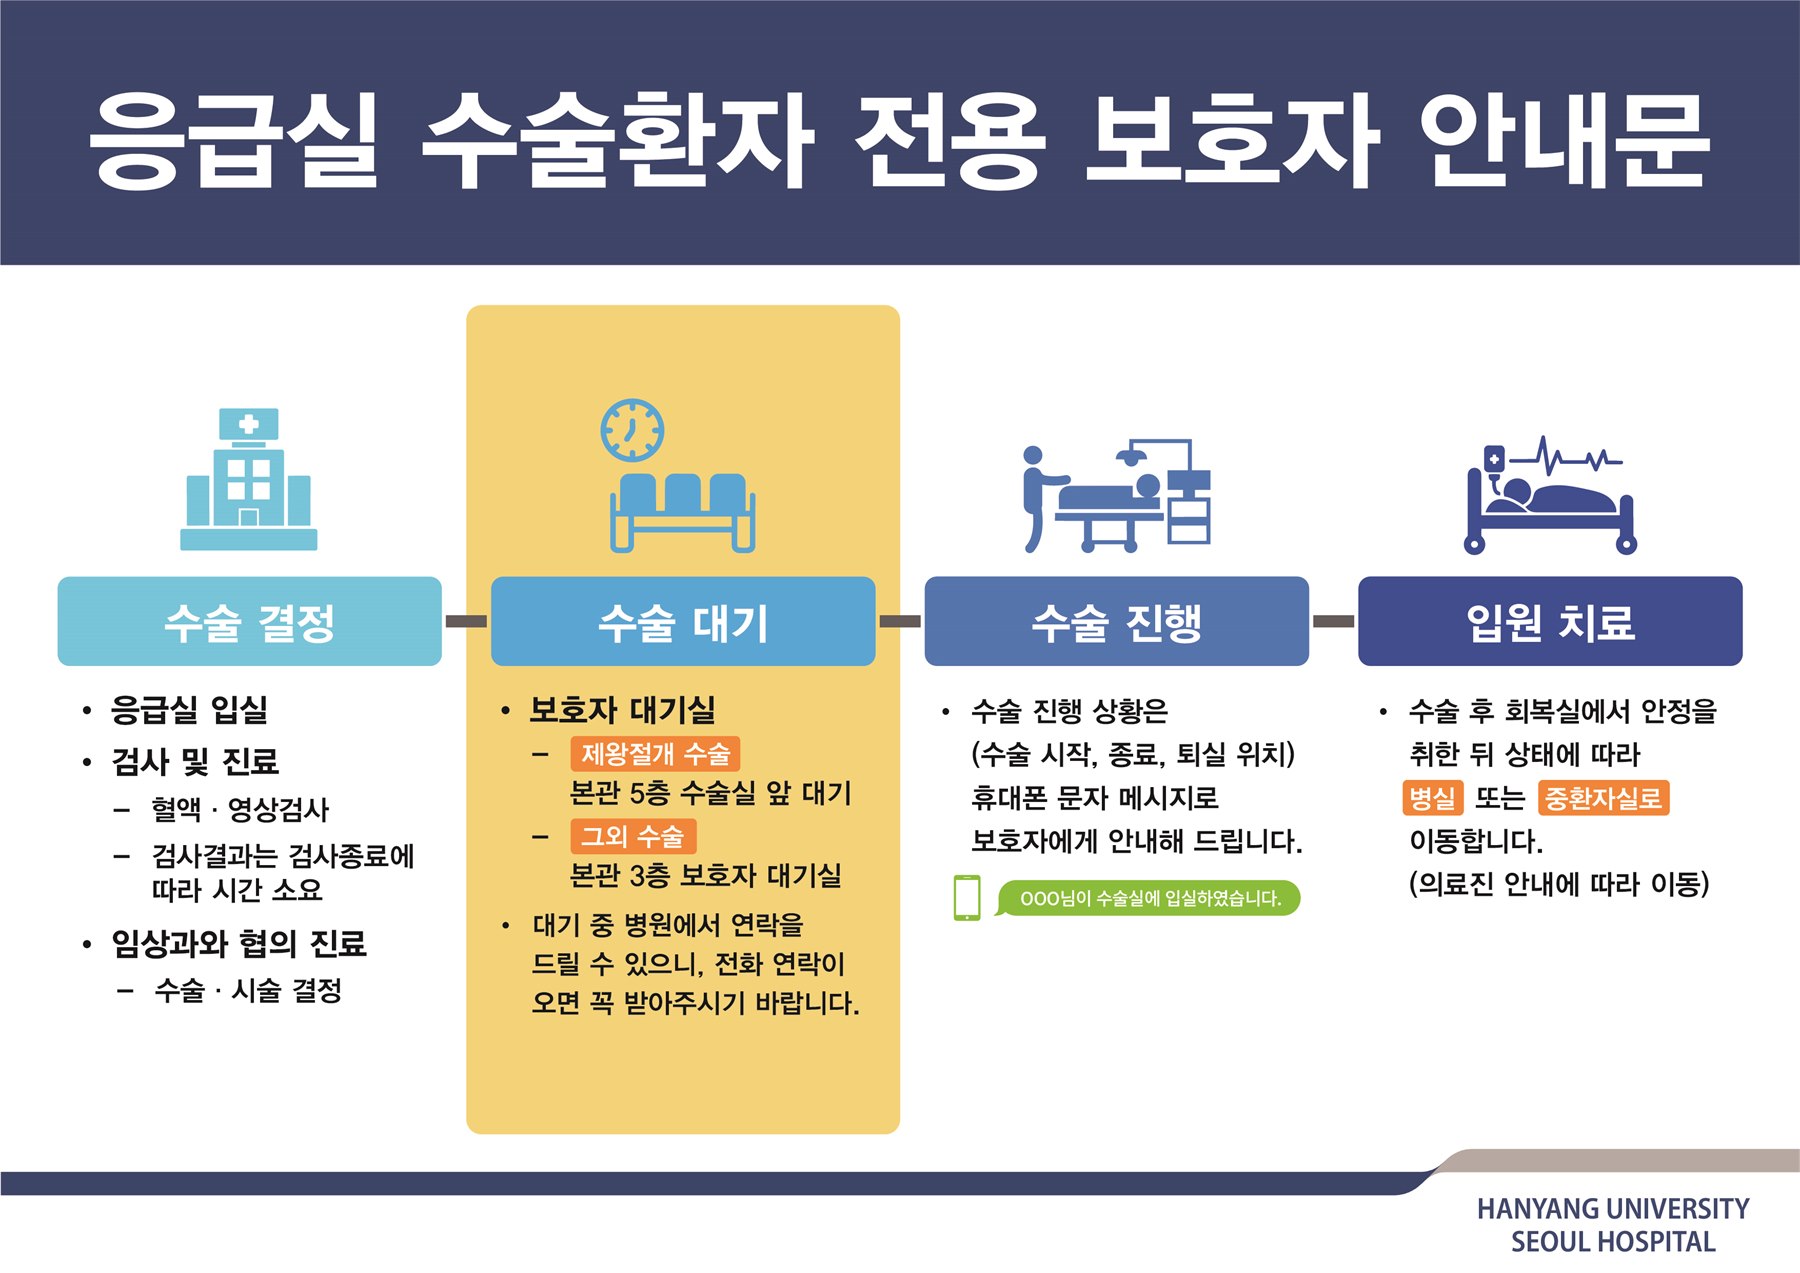 응급실 수술환자 전용 보호자 안내문
수술 결정
• 응급실 입실
• 검사 및 진료
– 혈액 · 영상검사
– 검사결과는 검사종료에
따라 시간 소요
• 임상과와 협의 진료
– 수술 · 시술 결정
수술 대기
• 보호자 대기실
– 제왕절개 수술
본관 5층 수술실 앞 대기
– 그외 수술
본관 3층 보호자 대기실
• 대기 중 병원에서 연락을
드릴 수 있으니, 전화 연락이
오면 꼭 받아주시기 바랍니다.
수술 진행
• 수술 진행 상황은
(수술 시작, 종료, 퇴실 위치)
휴대폰 문자 메시지로
보호자에게 안내해 드립니다.
OOO님이 수술실에 입실하였습니다.
입원 치료
• 수술 후 회복실에서 안정을
취한 뒤 상태에 따라
병실 또는 중환자실로
이동합니다.
(의료진 안내에 따라 이동)
HANYANG UNIVERSITY
SEOUL HOSPITAL